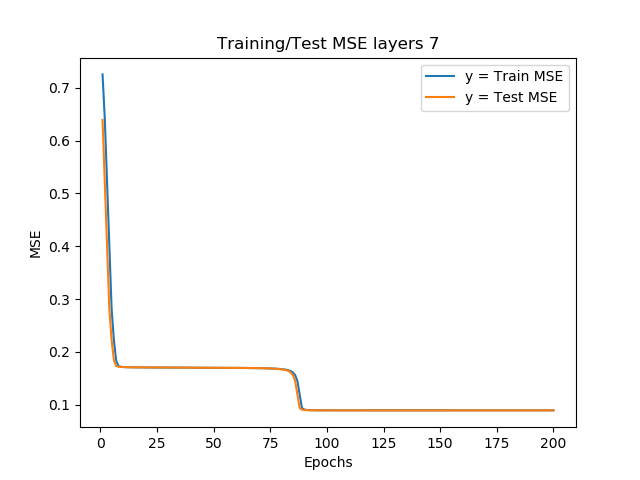 Training/Test MSE layers 7
y = Train MSE
y = Test MSE
MSE
0.7
0.6
0.5
0.4
0.3
0.2
0.1
0 25 50 75 100 125 150 175 200
Epochs